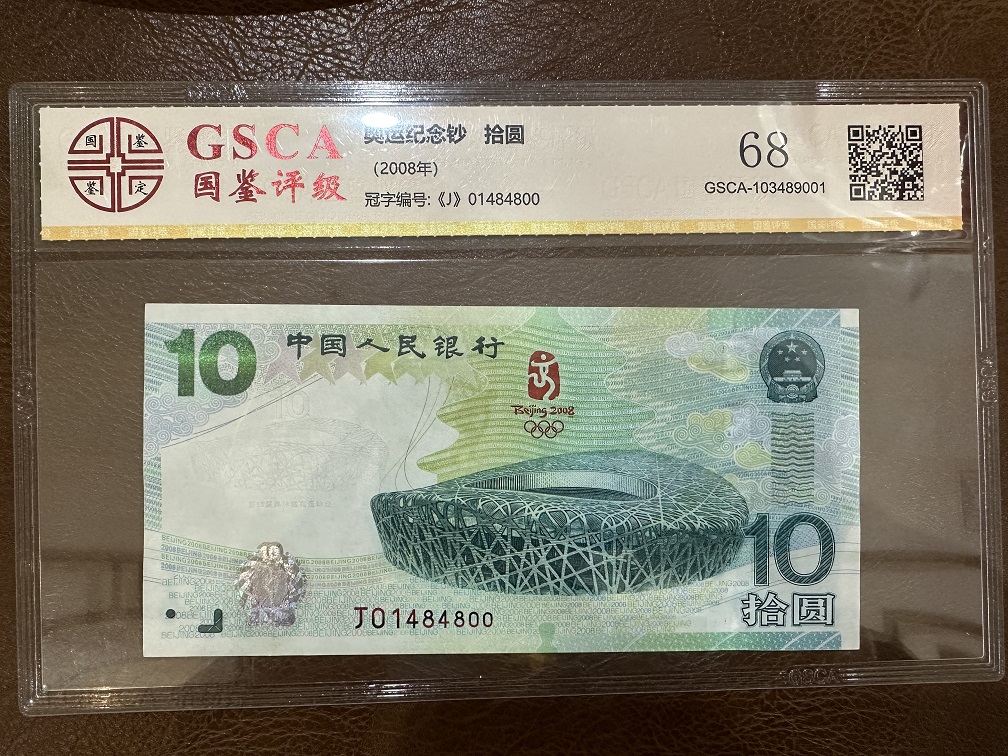 国 鉴
鉴 定
GSCA
国鉴评级
奥运纪念钞 拾圆
(2008年)
冠字编号:《J》01484800
68
GSCA-103489001
10
中国人民银行
Beijing 2008
10
拾圆
J01484800
GSCA
GSCA